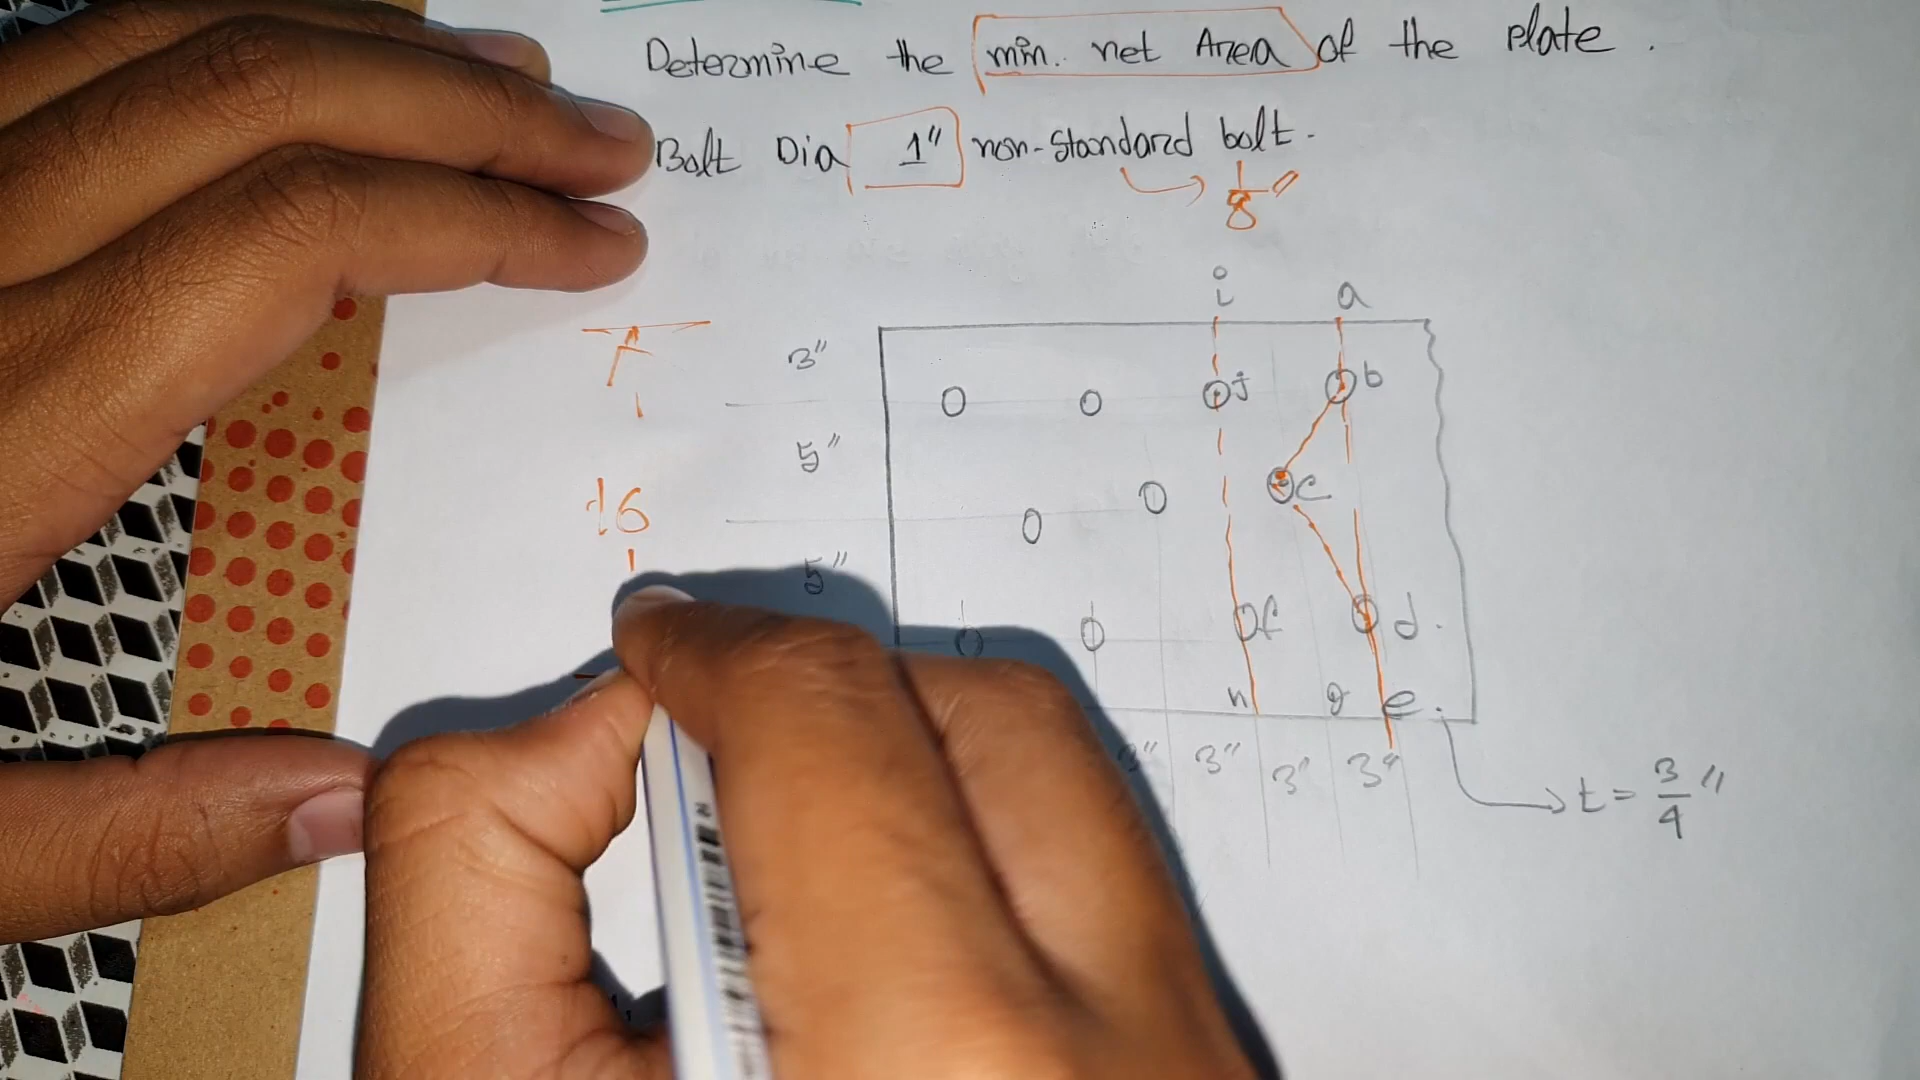 Determine the min. net Area of the plate.
Bolt Dia 1" non-Standard bolt.
1/8"
i a
3"
j b
5"
16
c
5"
f d.
h g e.
3" 3" 3" 3"
t = 3/4"